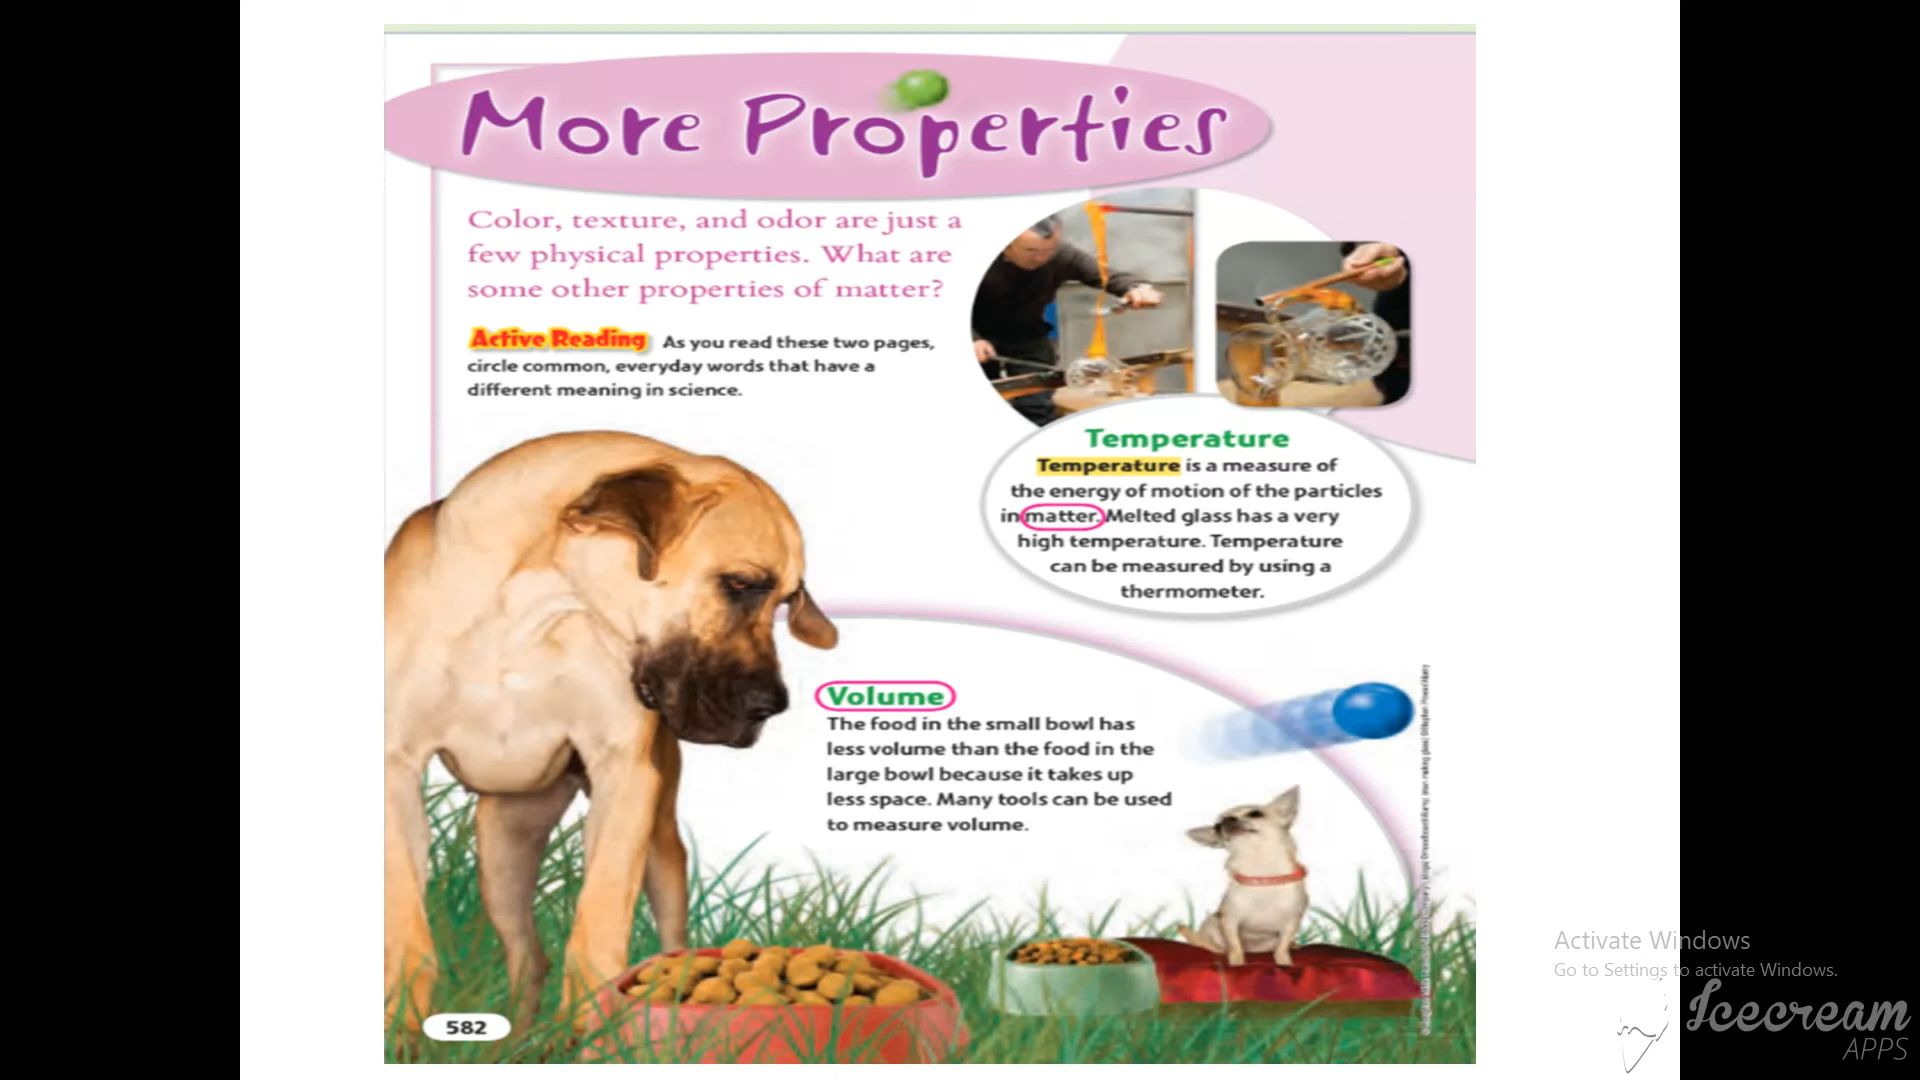 More Properties
Color, texture, and odor are just a
few physical properties. What are
some other properties of matter?
Active Reading As you read these two pages,
circle common, everyday words that have a
different meaning in science.
Temperature
Temperature is a measure of
the energy of motion of the particles
in matter. Melted glass has a very
high temperature. Temperature
can be measured by using a
thermometer.
Volume
The food in the small bowl has
less volume than the food in the
large bowl because it takes up
less space. Many tools can be used
to measure volume.
582
Activate Windows
Go to Settings to activate Windows.
Icecream
APPS